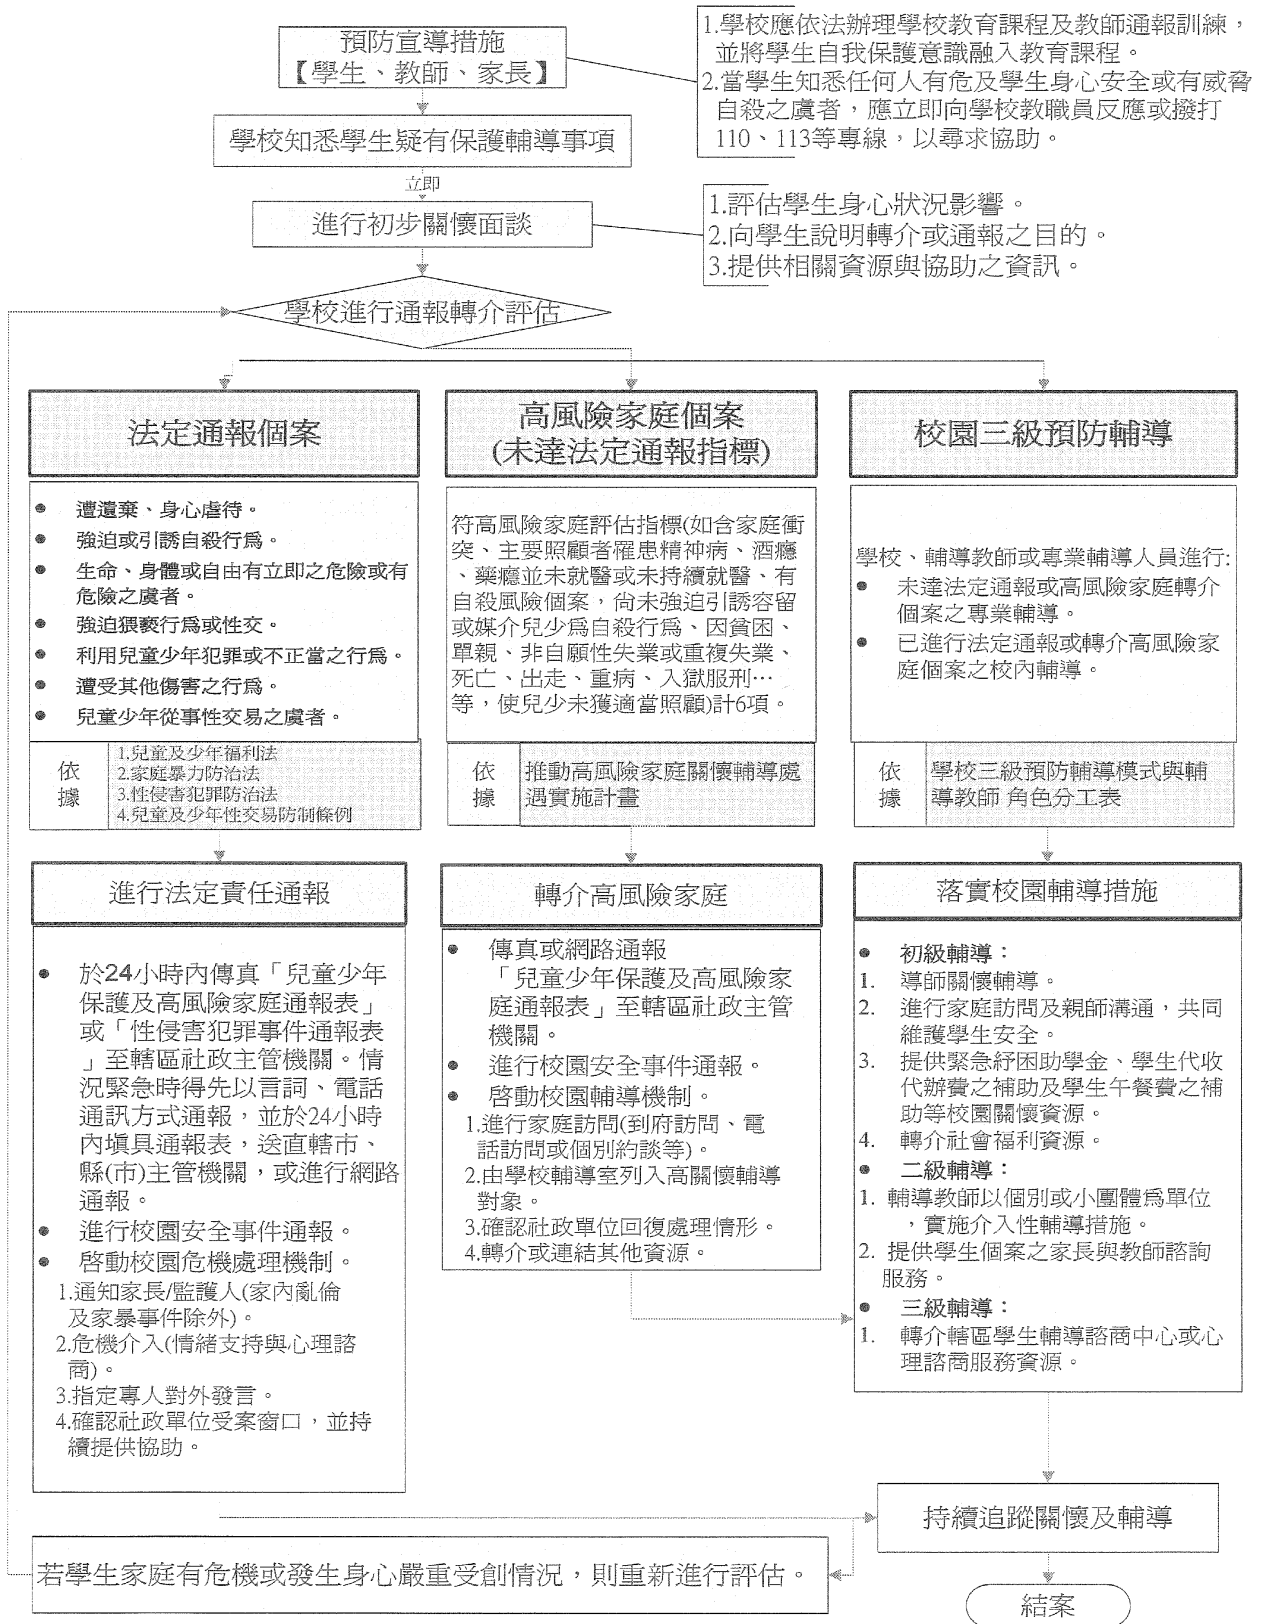 預防宣導措施
【學生、教師、家長】
1.學校應依法辦理學校教育課程及教師通報訓練，
並將學生自我保護意識融入教育課程。
2.當學生知悉任何人有危及學生身心安全或有威脅
自殺之虞者，應立即向學校教職員反應或撥打
110、113等專線，以尋求協助。
學校知悉學生疑有保護輔導事項
立即
進行初步關懷面談
1.評估學生身心狀況影響。
2.向學生說明轉介或通報之目的。
3.提供相關資源與協助之資訊。
學校進行通報轉介評估
法定通報個案
● 遭遺棄、身心虐待。
● 強迫或引誘自殺行為。
● 生命、身體或自由有立即之危險或有
危險之虞者。
● 強迫猥褻行為或性交。
● 利用兒童少年犯罪或不正當之行為。
● 遭受其他傷害之行為。
● 兒童少年從事性交易之虞者。
依
據
1.兒童及少年福利法
2.家庭暴力防治法
3.性侵害犯罪防治法
4.兒童及少年性交易防制條例
進行法定責任通報
● 於24小時內傳真「兒童少年
保護及高風險家庭通報表」
或「性侵害犯罪事件通報表
」至轄區社政主管機關。情
況緊急時得先以言詞、電話
通訊方式通報，並於24小時
內填具通報表，送直轄市、
縣(市)主管機關，或進行網路
通報。
● 進行校園安全事件通報。
● 啓動校園危機處理機制。
1.通知家長/監護人(家內亂倫
及家暴事件除外)。
2.危機介入(情緒支持與心理諮
商)。
3.指定專人對外發言。
4.確認社政單位受案窗口，並持
續提供協助。
高風險家庭個案
(未達法定通報指標)
符高風險家庭評估指標(如含家庭衝
突、主要照顧者罹患精神病、酒癮
、藥癮並未就醫或未持續就醫、有
自殺風險個案，尚未強迫引誘容留
或媒介兒少為自殺行為、因貧困、
單親、非自願性失業或重複失業、
死亡、出走、重病、入獄服刑…
等，使兒少未獲適當照顧)計6項。
依
據
推動高風險家庭關懷輔導處
遇實施計畫
轉介高風險家庭
● 傳真或網路通報
「兒童少年保護及高風險家
庭通報表」至轄區社政主管
機關。
● 進行校園安全事件通報。
● 啓動校園輔導機制。
1.進行家庭訪問(到府訪問、電
話訪問或個別約談等)。
2.由學校輔導室列入高關懷輔導
對象。
3.確認社政單位回復處理情形。
4.轉介或連結其他資源。
校園三級預防輔導
學校、輔導教師或專業輔導人員進行:
● 未達法定通報或高風險家庭轉介
個案之專業輔導。
● 已進行法定通報或轉介高風險家
庭個案之校內輔導。
依
據
學校三級預防輔導模式與輔
導教師 角色分工表
落實校園輔導措施
● 初級輔導：
1. 導師關懷輔導。
2. 進行家庭訪問及親師溝通，共同
維護學生安全。
3. 提供緊急紓困助學金、學生代收
代辦費之補助及學生午餐費之補
助等校園關懷資源。
4. 轉介社會福利資源。
● 二級輔導：
1. 輔導教師以個別或小團體為單位
，實施介入性輔導措施。
2. 提供學生個案之家長與教師諮詢
服務。
● 三級輔導：
1. 轉介轄區學生輔導諮商中心或心
理諮商服務資源。
持續追蹤關懷及輔導
若學生家庭有危機或發生身心嚴重受創情況，則重新進行評估。
結案